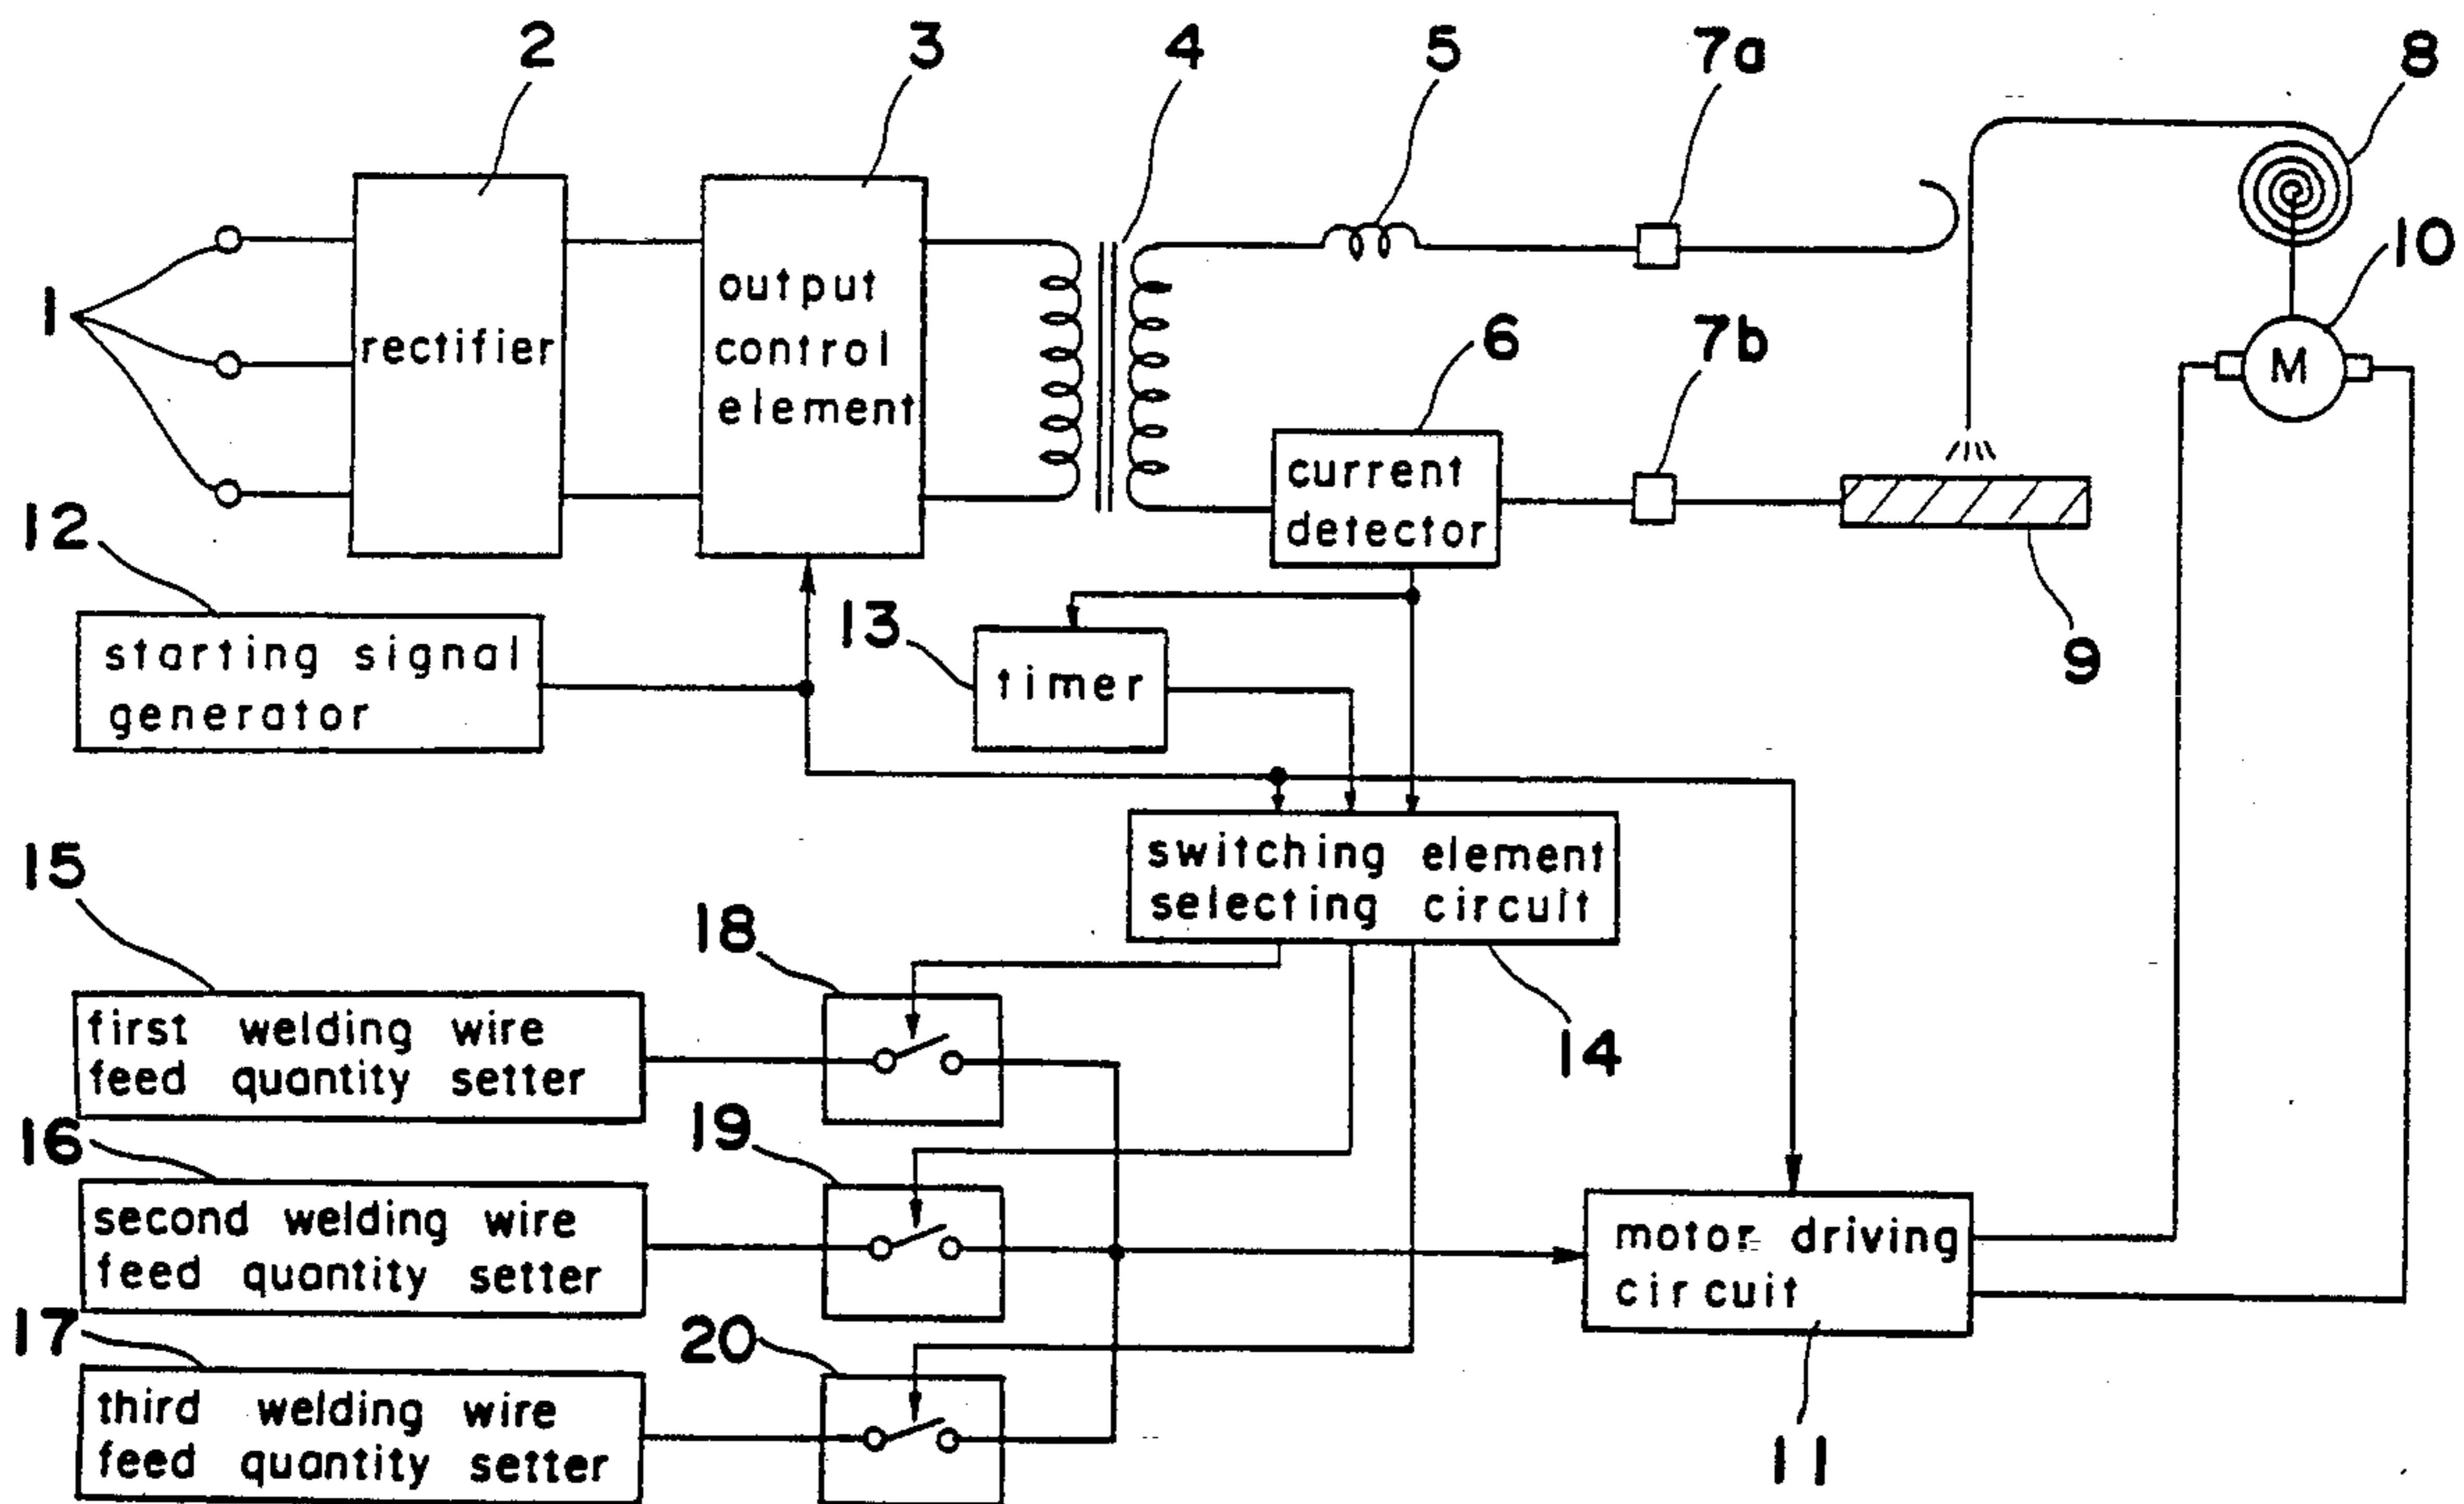 2
3
4
5
7a
8
1
rectifier
output
control
element
6
7b
10
M
current
detector
12
starting signal
generator
13
timer
9
switching element
selecting circuit
14
15
first welding wire
feed quantity setter
18
16
second welding wire
feed quantity setter
19
motor driving
circuit
11
17
third welding wire
feed quantity setter
20